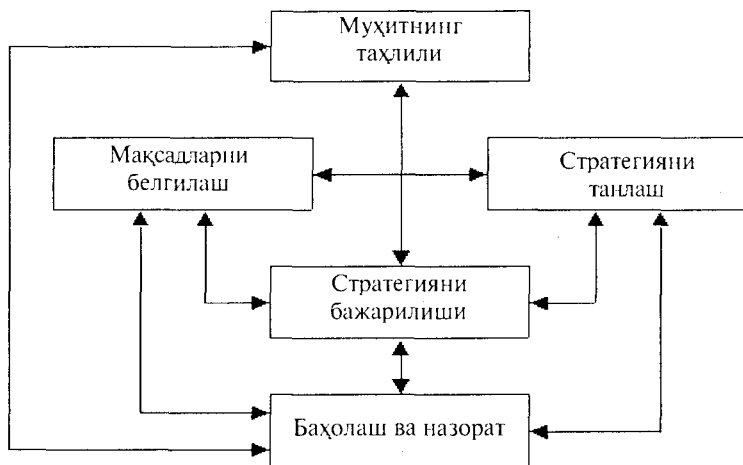 Муҳитнинг
таҳлили
Мақсадларни
белгилаш
Стратегияни
танлаш
Стратегияни
бажарилиши
Баҳолаш ва назорат